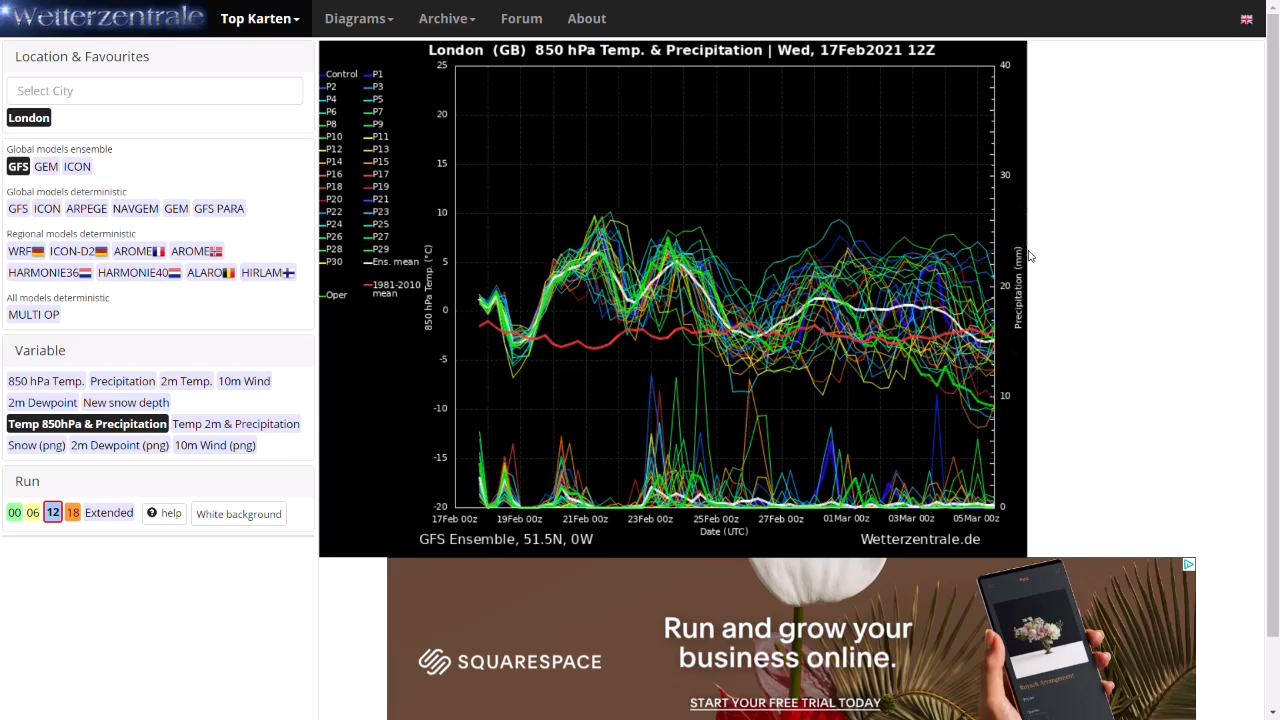 Wetterzentrale
Top Karten
Diagrams
Archive
Forum
About
Location & Favourites
Select City
London
Global models ensemble
GFS GEM ICON
Global models deterministic
GFS ICON ARPEGE NAVGEM GEM GFS PARA
Regional models deterministic
WRF ICON-D2 AROME AROME
HARMONIE36 HARMONIE40 ALARO HIRLAM
All models deterministic
MULTI OP
Variable
850 hPa Temp. Precipitation 2m Temp. 10m Wind
2m Dewpoint New snow depth
Temp 850hPa & Precipitation Temp 2m & Precipitation
Snow (png) 2m Dewpoint (png) 10m Wind (png)
Run
00 06 12 18 Extended help White background
London (GB) 850 hPa Temp. & Precipitation | Wed, 17Feb2021 12Z
Control P1
P2 P3
P4 P5
P6 P7
P8 P9
P10 P11
P12 P13
P14 P15
P16 P17
P18 P19
P20 P21
P22 P23
P24 P25
P26 P27
P28 P29
P30 Ens. mean
Oper 1981-2010
mean
850 hPa Temp. (°C)
25
20
15
10
5
0
-5
-10
-15
-20
40
30
20
10
0
Precipitation (mm)
17Feb 00z 19Feb 00z 21Feb 00z 23Feb 00z 25Feb 00z 27Feb 00z 01Mar 00z 03Mar 00z 05Mar 00z
Date (UTC)
GFS Ensemble, 51.5N, 0W
Wetterzentrale.de
SQUARESPACE
Run and grow your
business online.
START YOUR FREE TRIAL TODAY